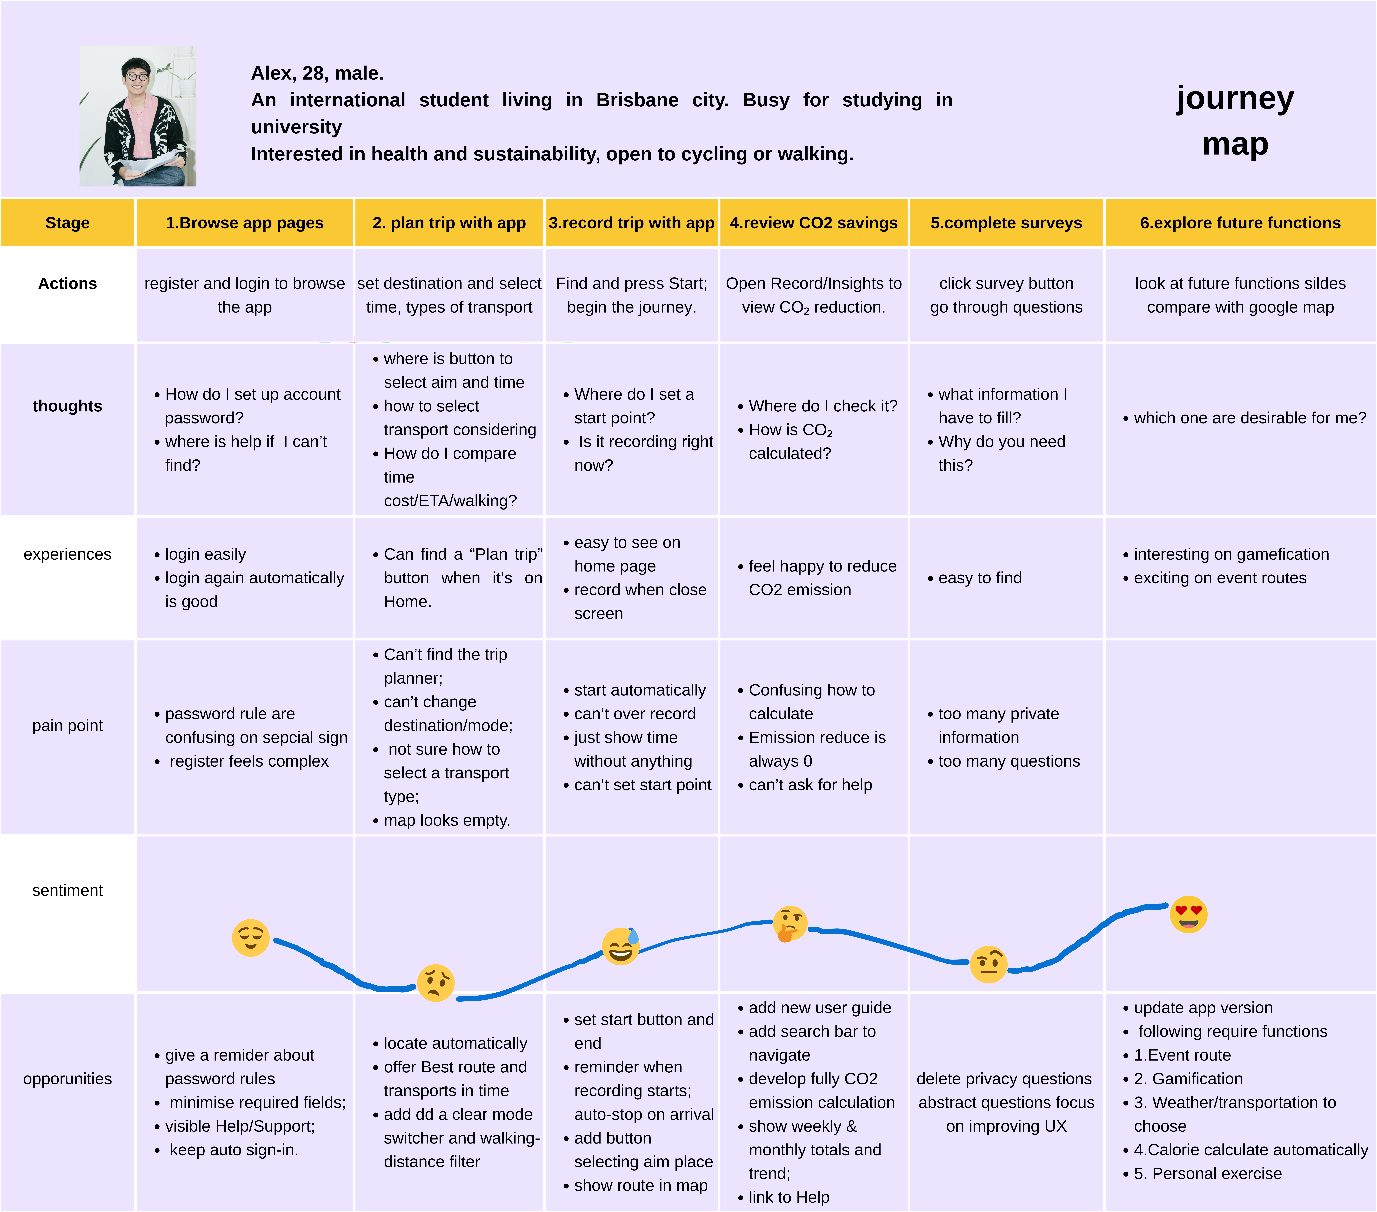 Alex, 28, male.
An international student living in Brisbane city. Busy for studying in
university
Interested in health and sustainability, open to cycling or walking.
journey
map
Stage
1.Browse app pages
2. plan trip with app
3.record trip with app
4.review CO2 savings
5.complete surveys
6.explore future functions
Actions
register and login to browse
the app
set destination and select
time, types of transport
Find and press Start;
begin the journey.
Open Record/Insights to
view CO₂ reduction.
click survey button
go through questions
look at future functions sildes
compare with google map
thoughts
• How do I set up account
password?
• where is help if I can't
find?
• where is button to
select aim and time
• how to select
transport considering
• How do I compare
time
cost/ETA/walking?
• Where do I set a
start point?
• Is it recording right
now?
• Where do I check it?
• How is CO₂
calculated?
• what information I
have to fill?
• Why do you need
this?
• which one are desirable for me?
experiences
• login easily
• login again automatically
is good
• Can find a “Plan trip”
button when it's on
Home.
• easy to see on
home page
• record when close
screen
• feel happy to reduce
CO2 emission
• easy to find
• interesting on gamefication
• exciting on event routes
pain point
• password rule are
confusing on sepcial sign
• register feels complex
• Can't find the trip
planner;
• can't change
destination/mode;
• not sure how to
select a transport
type;
• map looks empty.
• start automatically
• can't over record
• just show time
without anything
• can't set start point
• Confusing how to
calculate
• Emission reduce is
always 0
• can't ask for help
• too many private
information
• too many questions
sentiment
opporunities
• give a remider about
password rules
• minimise required fields;
• visible Help/Support;
• keep auto sign-in.
• locate automatically
• offer Best route and
transports in time
• add dd a clear mode
switcher and walking-
distance filter
• set start button and
end
• reminder when
recording starts;
auto-stop on arrival
• add button
selecting aim place
• show route in map
• add new user guide
• add search bar to
navigate
• develop fully CO2
emission calculation
• show weekly &
monthly totals and
trend;
• link to Help
delete privacy questions
abstract questions focus
on improving UX
• update app version
• following require functions
• 1.Event route
• 2. Gamification
• 3. Weather/transportation to
choose
• 4.Calorie calculate automatically
• 5. Personal exercise